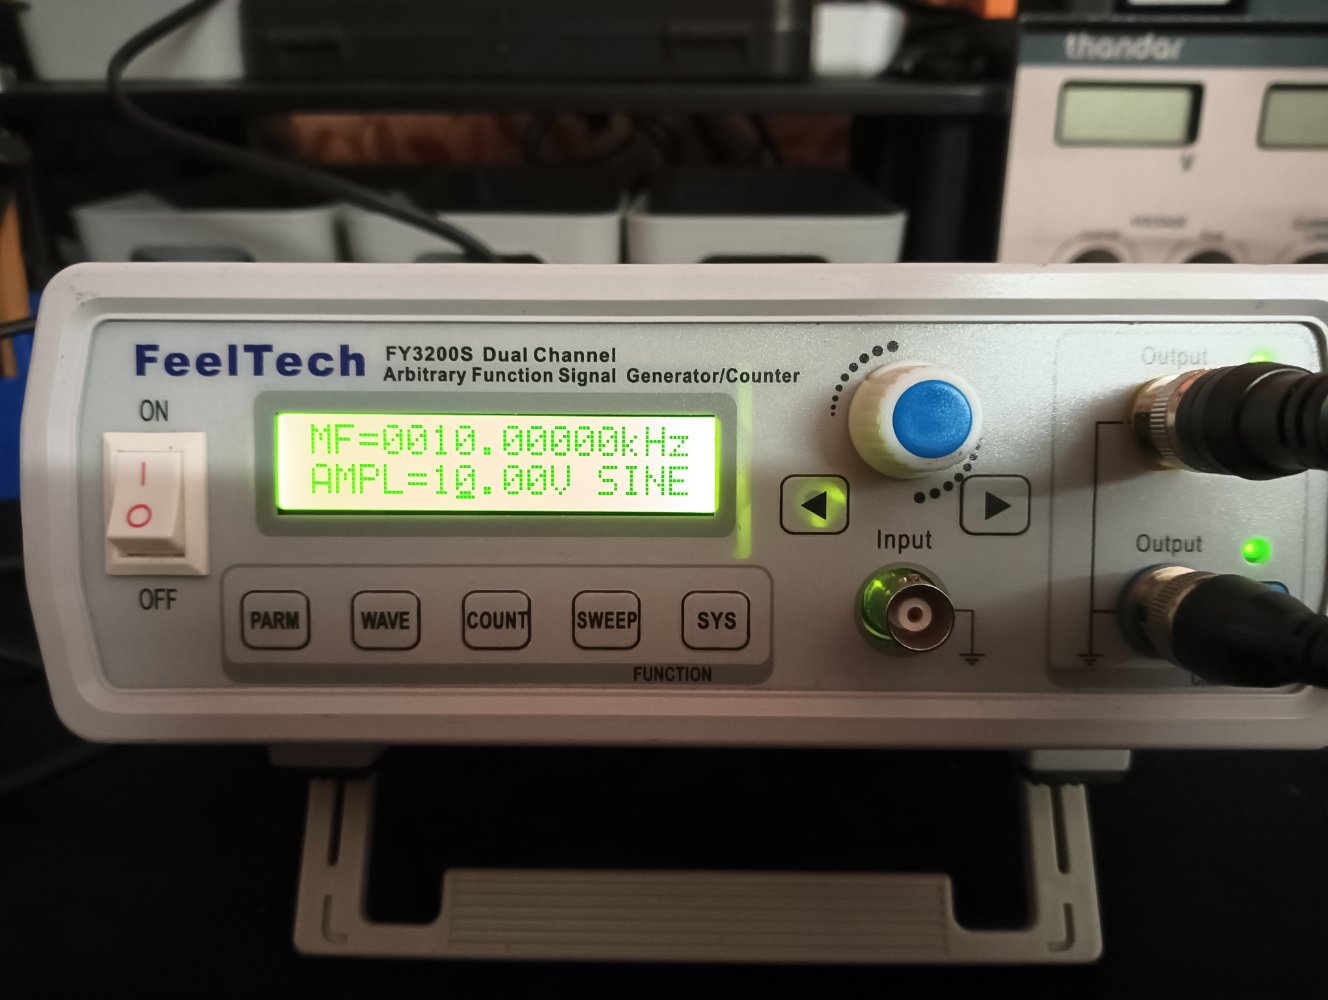 thandar
V
FeelTech
FY3200S Dual Channel
Arbitrary Function Signal Generator/Counter
ON
MF=0010.00000kHz
AMPL=10.00V SINE
OFF
PARM
WAVE
COUNT
SWEEP
SYS
FUNCTION
Input
Output
Output